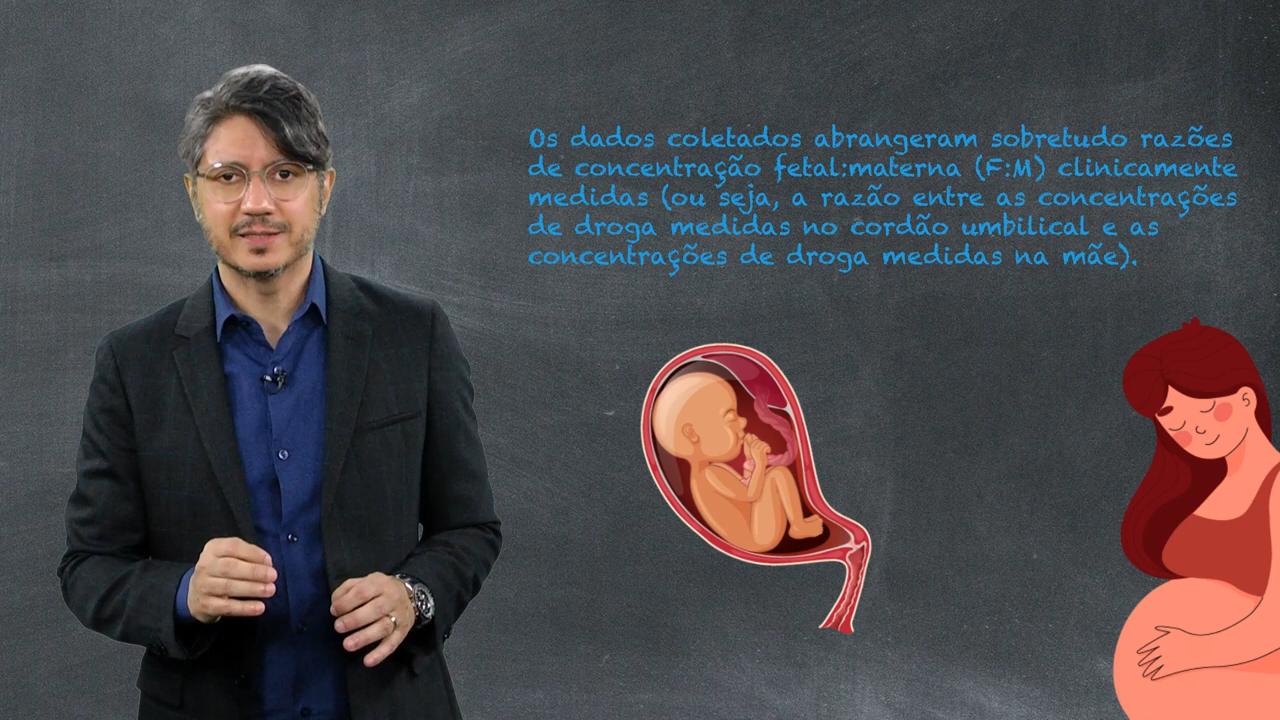 Os dados coletados abrangeram sobretudo razões
de concentração fetal:materna (F:M) clinicamente
medidas (ou seja, a razão entre as concentrações
de droga medidas no cordão umbilical e as
concentrações de droga medidas na mãe).